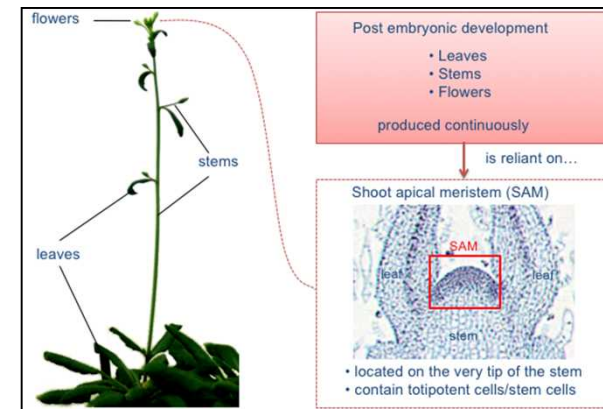 flowers
stems
leaves
Post embryonic development
• Leaves
• Stems
• Flowers
produced continuously
is reliant on...
Shoot apical meristem (SAM)
SAM
leaf
leaf
stem
• located on the very tip of the stem
• contain totipotent cells/stem cells